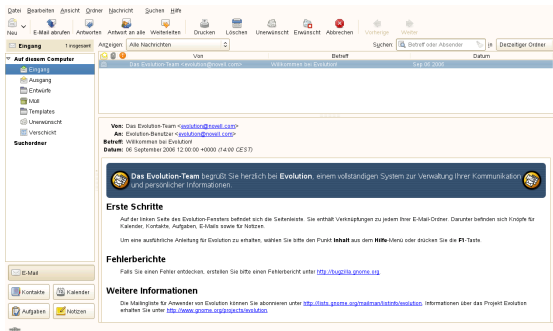 Datei Bearbeiten Ansicht Ordner Nachricht Suchen Hilfe
Neu E-Mail abrufen Antworten Antwort an alle Weiterleiten Drucken Löschen Unerwünscht Erwünscht Abbrechen Vorherige Weiter
Eingang 1 insgesamt Anzeigen: Alle Nachrichten Suchen: Betreff oder Absender in Derzeitiger Ordner
Von Betreff Datum
Das Evolution-Team <evolution@novell.com> Willkommen bei Evolution! Sep 06 2006
Auf diesem Computer
Eingang
Ausgang
Entwürfe
Müll
Templates
Unerwünscht
Verschickt
Suchordner
Von: Das Evolution-Team <evolution@novell.com>
An: Evolution-Benutzer <evolution@novell.com>
Betreff: Willkommen bei Evolution!
Datum: 06 September 2006 12:00:00 +0000 (14:00 CEST)
Das Evolution-Team begrüßt Sie herzlich bei Evolution, einem vollständigen System zur Verwaltung Ihrer Kommunikation
und persönlicher Informationen.
Erste Schritte
Auf der linken Seite des Evolution-Fensters befindet sich die Seitenleiste. Sie enthält Verknüpfungen zu jedem Ihrer E-Mail-Ordner. Darunter befinden sich Knöpfe für
Kalender, Kontakte, Aufgaben, E-Mails sowie für Notizen.
Um eine ausführliche Anleitung für Evolution zu erhalten, wählen Sie bitte den Punkt Inhalt aus dem Hilfe-Menü oder drücken Sie die F1-Taste.
Fehlerberichte
Falls Sie einen Fehler entdecken, erstellen Sie bitte einen Fehlerbericht unter http://bugzilla.gnome.org.
Weitere Informationen
Die Mailingliste für Anwender von Evolution können Sie abonnieren unter http://lists.gnome.org/mailman/listinfo/evolution. Informationen über das Projekt Evolution
erhalten Sie unter http://www.gnome.org/projects/evolution.
E-Mail
Kontakte Kalender
Aufgaben Notizen